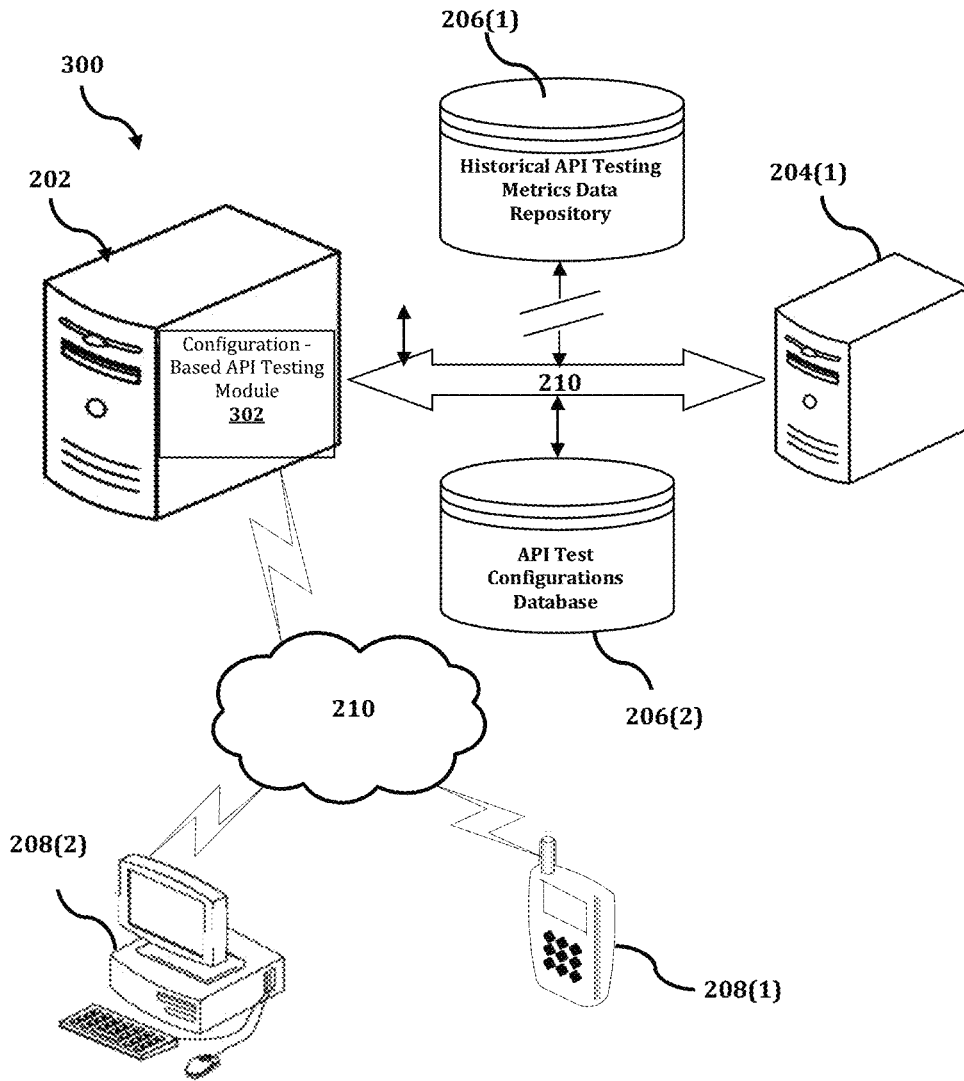 206(1)
300
Historical API Testing
Metrics Data
Repository
204(1)
202
Configuration -
Based API Testing
Module
302
210
API Test
Configurations
Database
210
206(2)
208(2)
208(1)